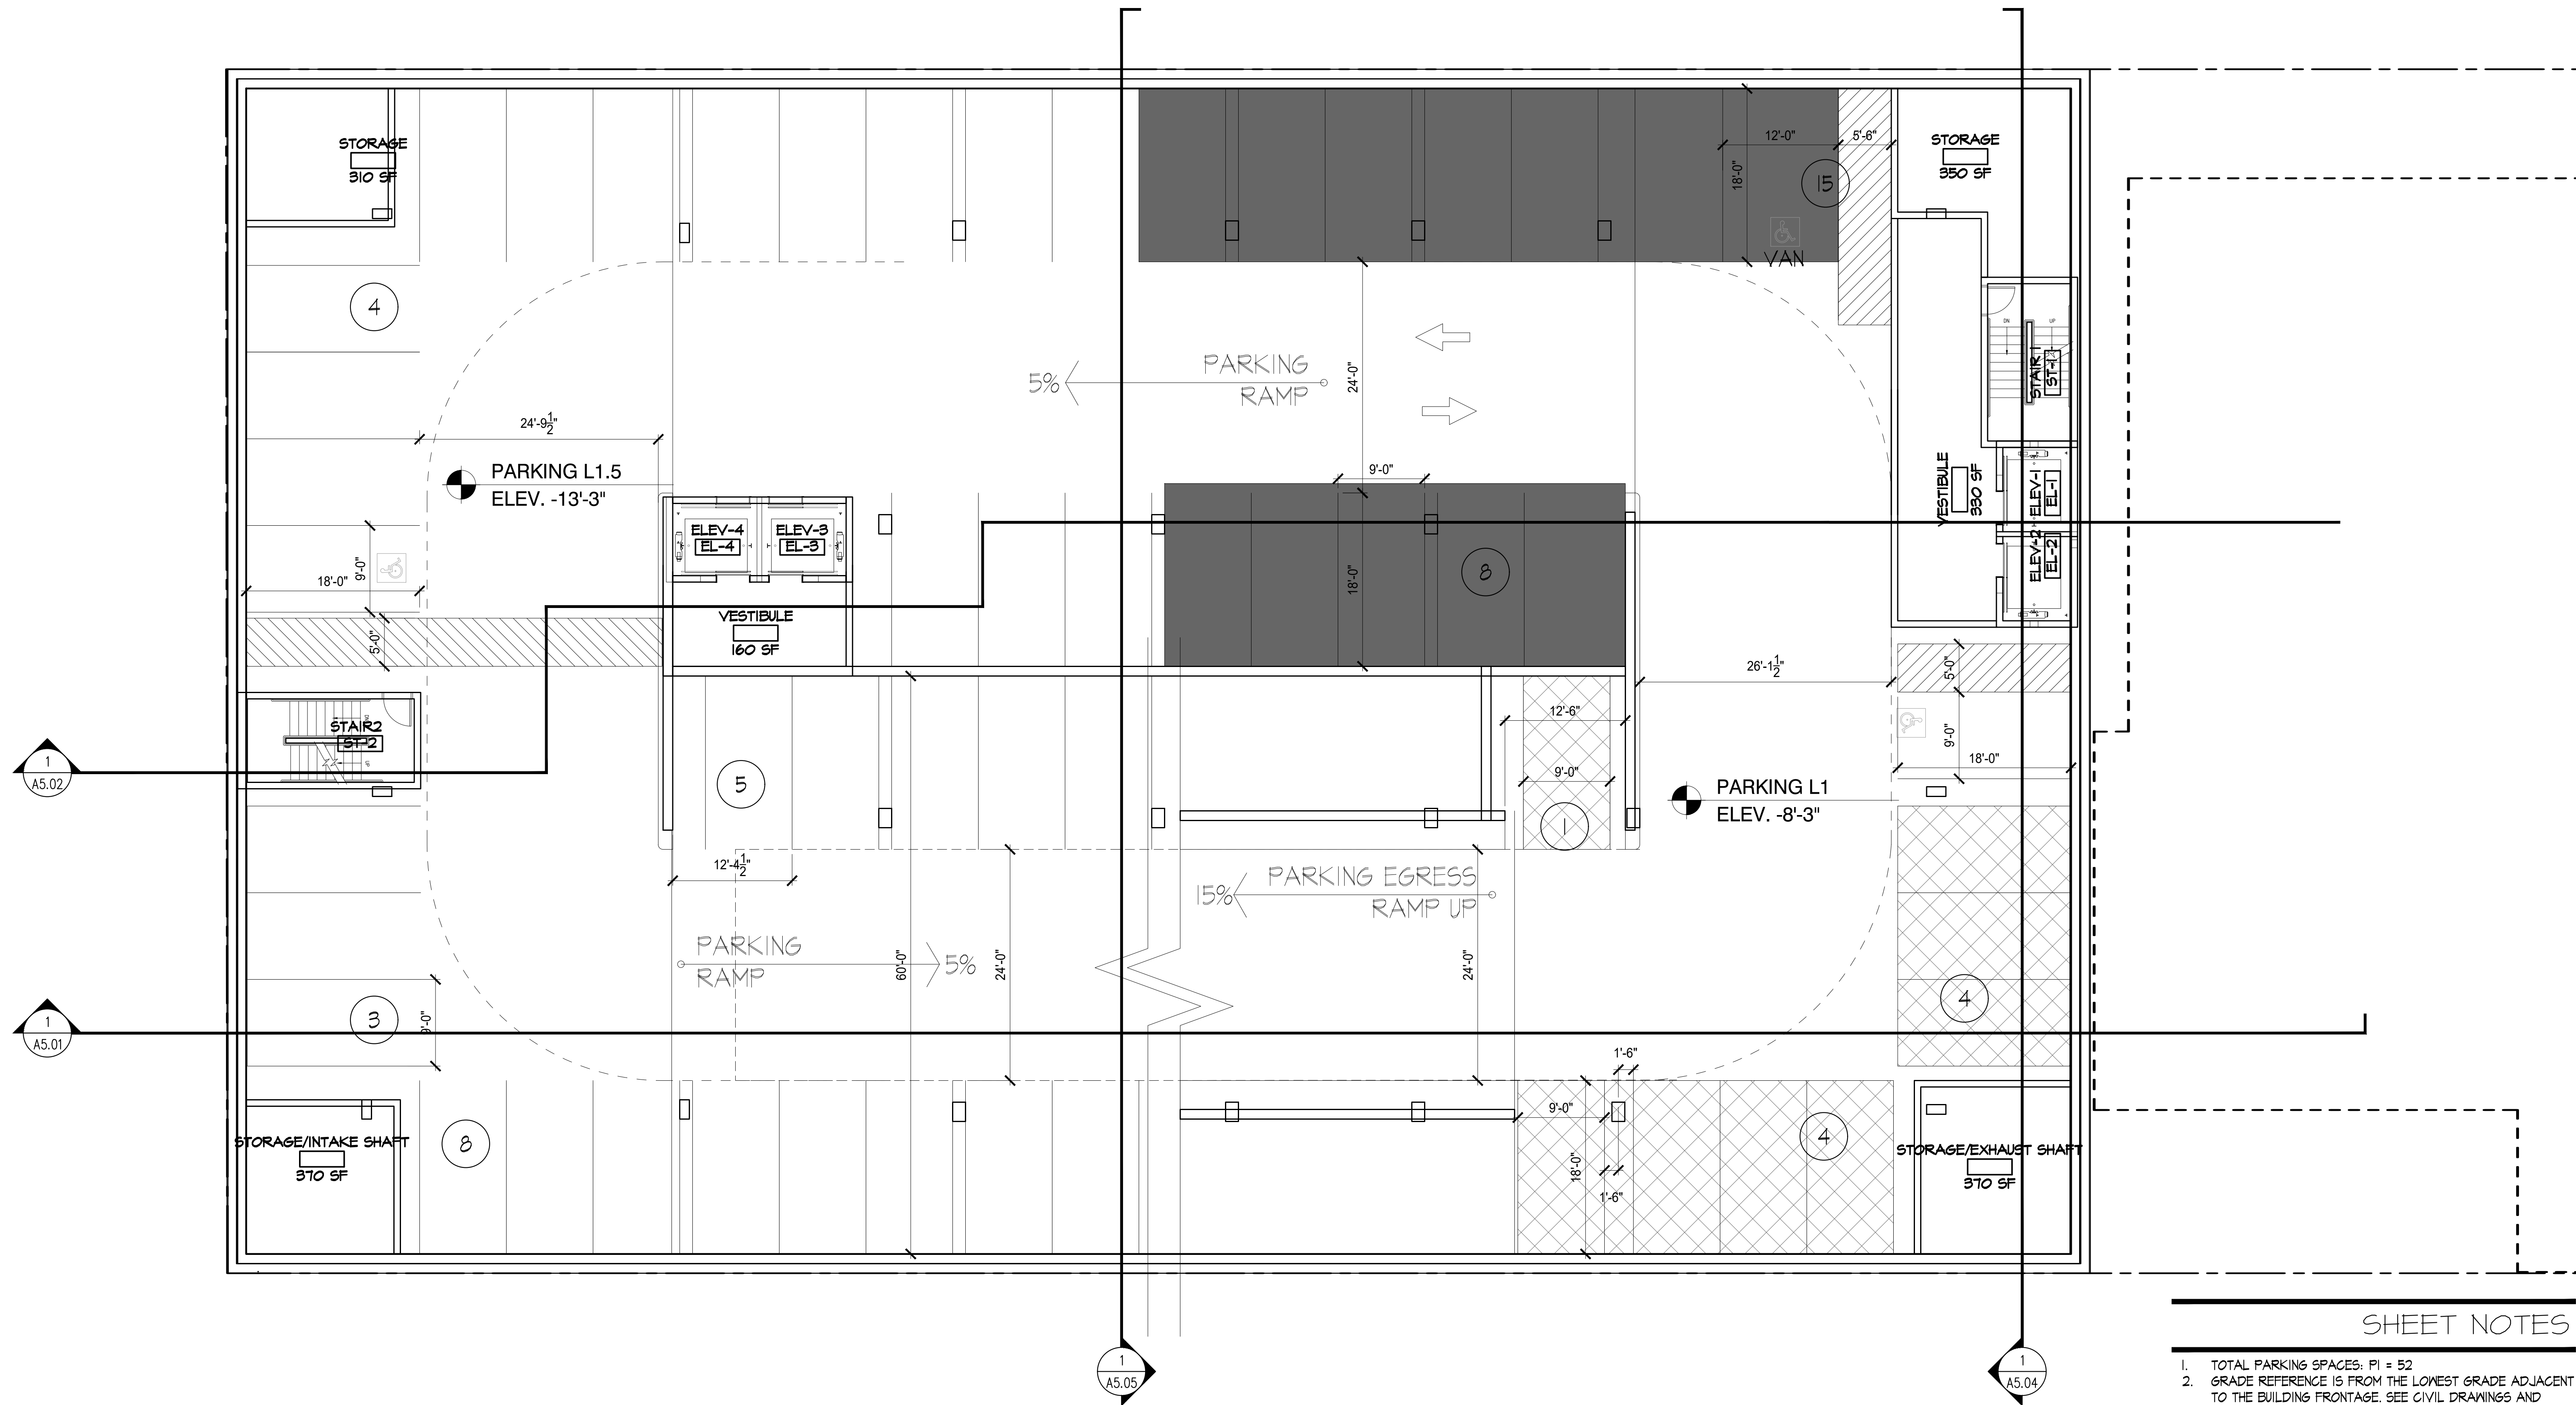 STORAGE
310 SF
12'-0"
5'-6"
18'-0"
15
VAN
STORAGE
350 SF
4
DN
UP
STAIR 1
ST-1
PARKING
RAMP
5%
24'-0"
24'-9 1/2"
PARKING L1.5
ELEV. -13'-3"
9'-0"
ELEV-4
EL-4
ELEV-3
EL-3
VESTIBULE
330 SF
ELEV-1
EL-1
ELEV-2
EL-2
9'-0"
18'-0"
18'-0"
8
5'-0"
VESTIBULE
160 SF
26'-1 1/2"
5'-0"
STAIR2
ST-2
12'-6"
9'-0"
18'-0"
1
A5.02
5
9'-0"
1
PARKING L1
ELEV. -8'-3"
12'-4 1/2"
PARKING EGRESS
RAMP UP
15%
PARKING
RAMP
5%
60'-0"
24'-0"
24'-0"
4
3
9'-0"
1
A5.01
1'-6"
9'-0"
4
8
18'-0"
1'-6"
STORAGE/INTAKE SHAFT
370 SF
STORAGE/EXHAUST SHAFT
370 SF
SHEET NOTES
1
A5.05
1
A5.04
1. TOTAL PARKING SPACES: P1 = 52
2. GRADE REFERENCE IS FROM THE LOWEST GRADE ADJACENT
TO THE BUILDING FRONTAGE. SEE CIVIL DRAWINGS AND